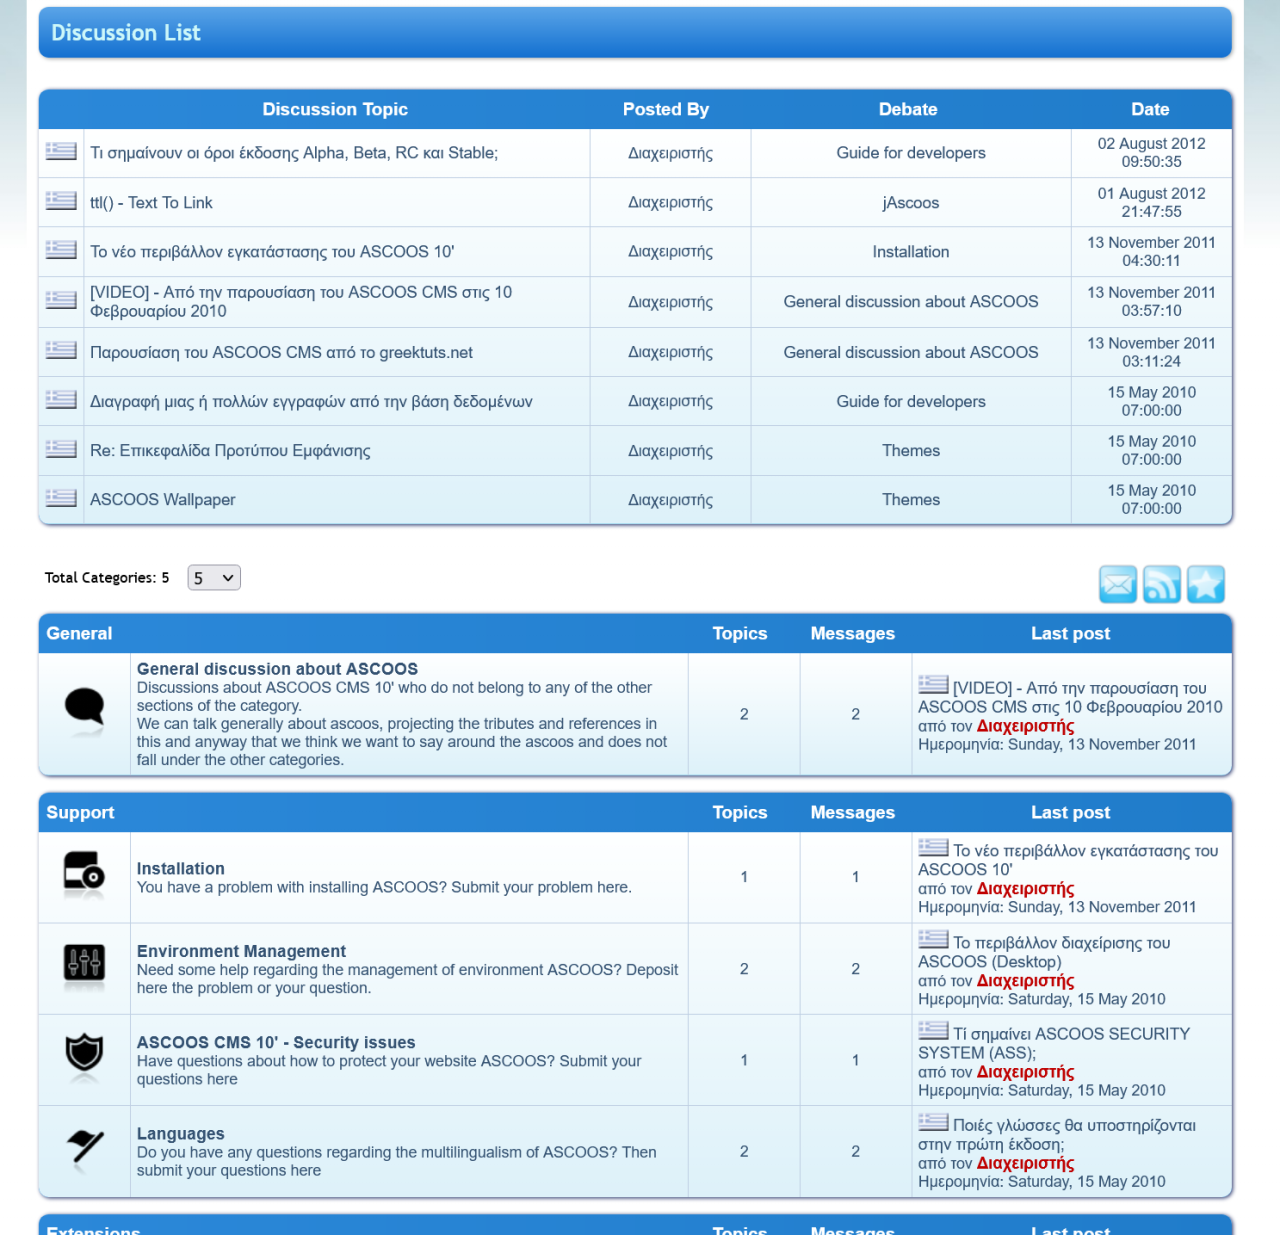 Discussion List
Discussion Topic Posted By Debate Date
Τι σημαίνουν οι όροι έκδοσης Alpha, Beta, RC και Stable; Διαχειριστής Guide for developers 02 August 2012
09:50:35
ttl() - Text To Link Διαχειριστής jAscoos 01 August 2012
21:47:55
Το νέο περιβάλλον εγκατάστασης του ASCOOS 10' Διαχειριστής Installation 13 November 2011
04:30:11
[VIDEO] - Από την παρουσίαση του ASCOOS CMS στις 10
Φεβρουαρίου 2010 Διαχειριστής General discussion about ASCOOS 13 November 2011
03:57:10
Παρουσίαση του ASCOOS CMS από το greektuts.net Διαχειριστής General discussion about ASCOOS 13 November 2011
03:11:24
Διαγραφή μιας ή πολλών εγγραφών από την βάση δεδομένων Διαχειριστής Guide for developers 15 May 2010
07:00:00
Re: Επικεφαλίδα Προτύπου Εμφάνισης Διαχειριστής Themes 15 May 2010
07:00:00
ASCOOS Wallpaper Διαχειριστής Themes 15 May 2010
07:00:00
Total Categories: 5 5
General Topics Messages Last post
General discussion about ASCOOS
Discussions about ASCOOS CMS 10' who do not belong to any of the other
sections of the category.
We can talk generally about ascoos, projecting the tributes and references in
this and anyway that we think we want to say around the ascoos and does not
fall under the other categories.
2 2
[VIDEO] - Από την παρουσίαση του
ASCOOS CMS στις 10 Φεβρουαρίου 2010
από τον Διαχειριστής
Ημερομηνία: Sunday, 13 November 2011
Support Topics Messages Last post
Installation
You have a problem with installing ASCOOS? Submit your problem here.
1 1
Το νέο περιβάλλον εγκατάστασης του
ASCOOS 10'
από τον Διαχειριστής
Ημερομηνία: Sunday, 13 November 2011
Environment Management
Need some help regarding the management of environment ASCOOS? Deposit
here the problem or your question.
2 2
Το περιβάλλον διαχείρισης του
ASCOOS (Desktop)
από τον Διαχειριστής
Ημερομηνία: Saturday, 15 May 2010
ASCOOS CMS 10' - Security issues
Have questions about how to protect your website ASCOOS? Submit your
questions here
1 1
Τί σημαίνει ASCOOS SECURITY
SYSTEM (ASS);
από τον Διαχειριστής
Ημερομηνία: Saturday, 15 May 2010
Languages
Do you have any questions regarding the multilingualism of ASCOOS? Then
submit your questions here
2 2
Ποιές γλώσσες θα υποστηρίζονται
στην πρώτη έκδοση;
από τον Διαχειριστής
Ημερομηνία: Saturday, 15 May 2010
Extensions Topics Messages Last post